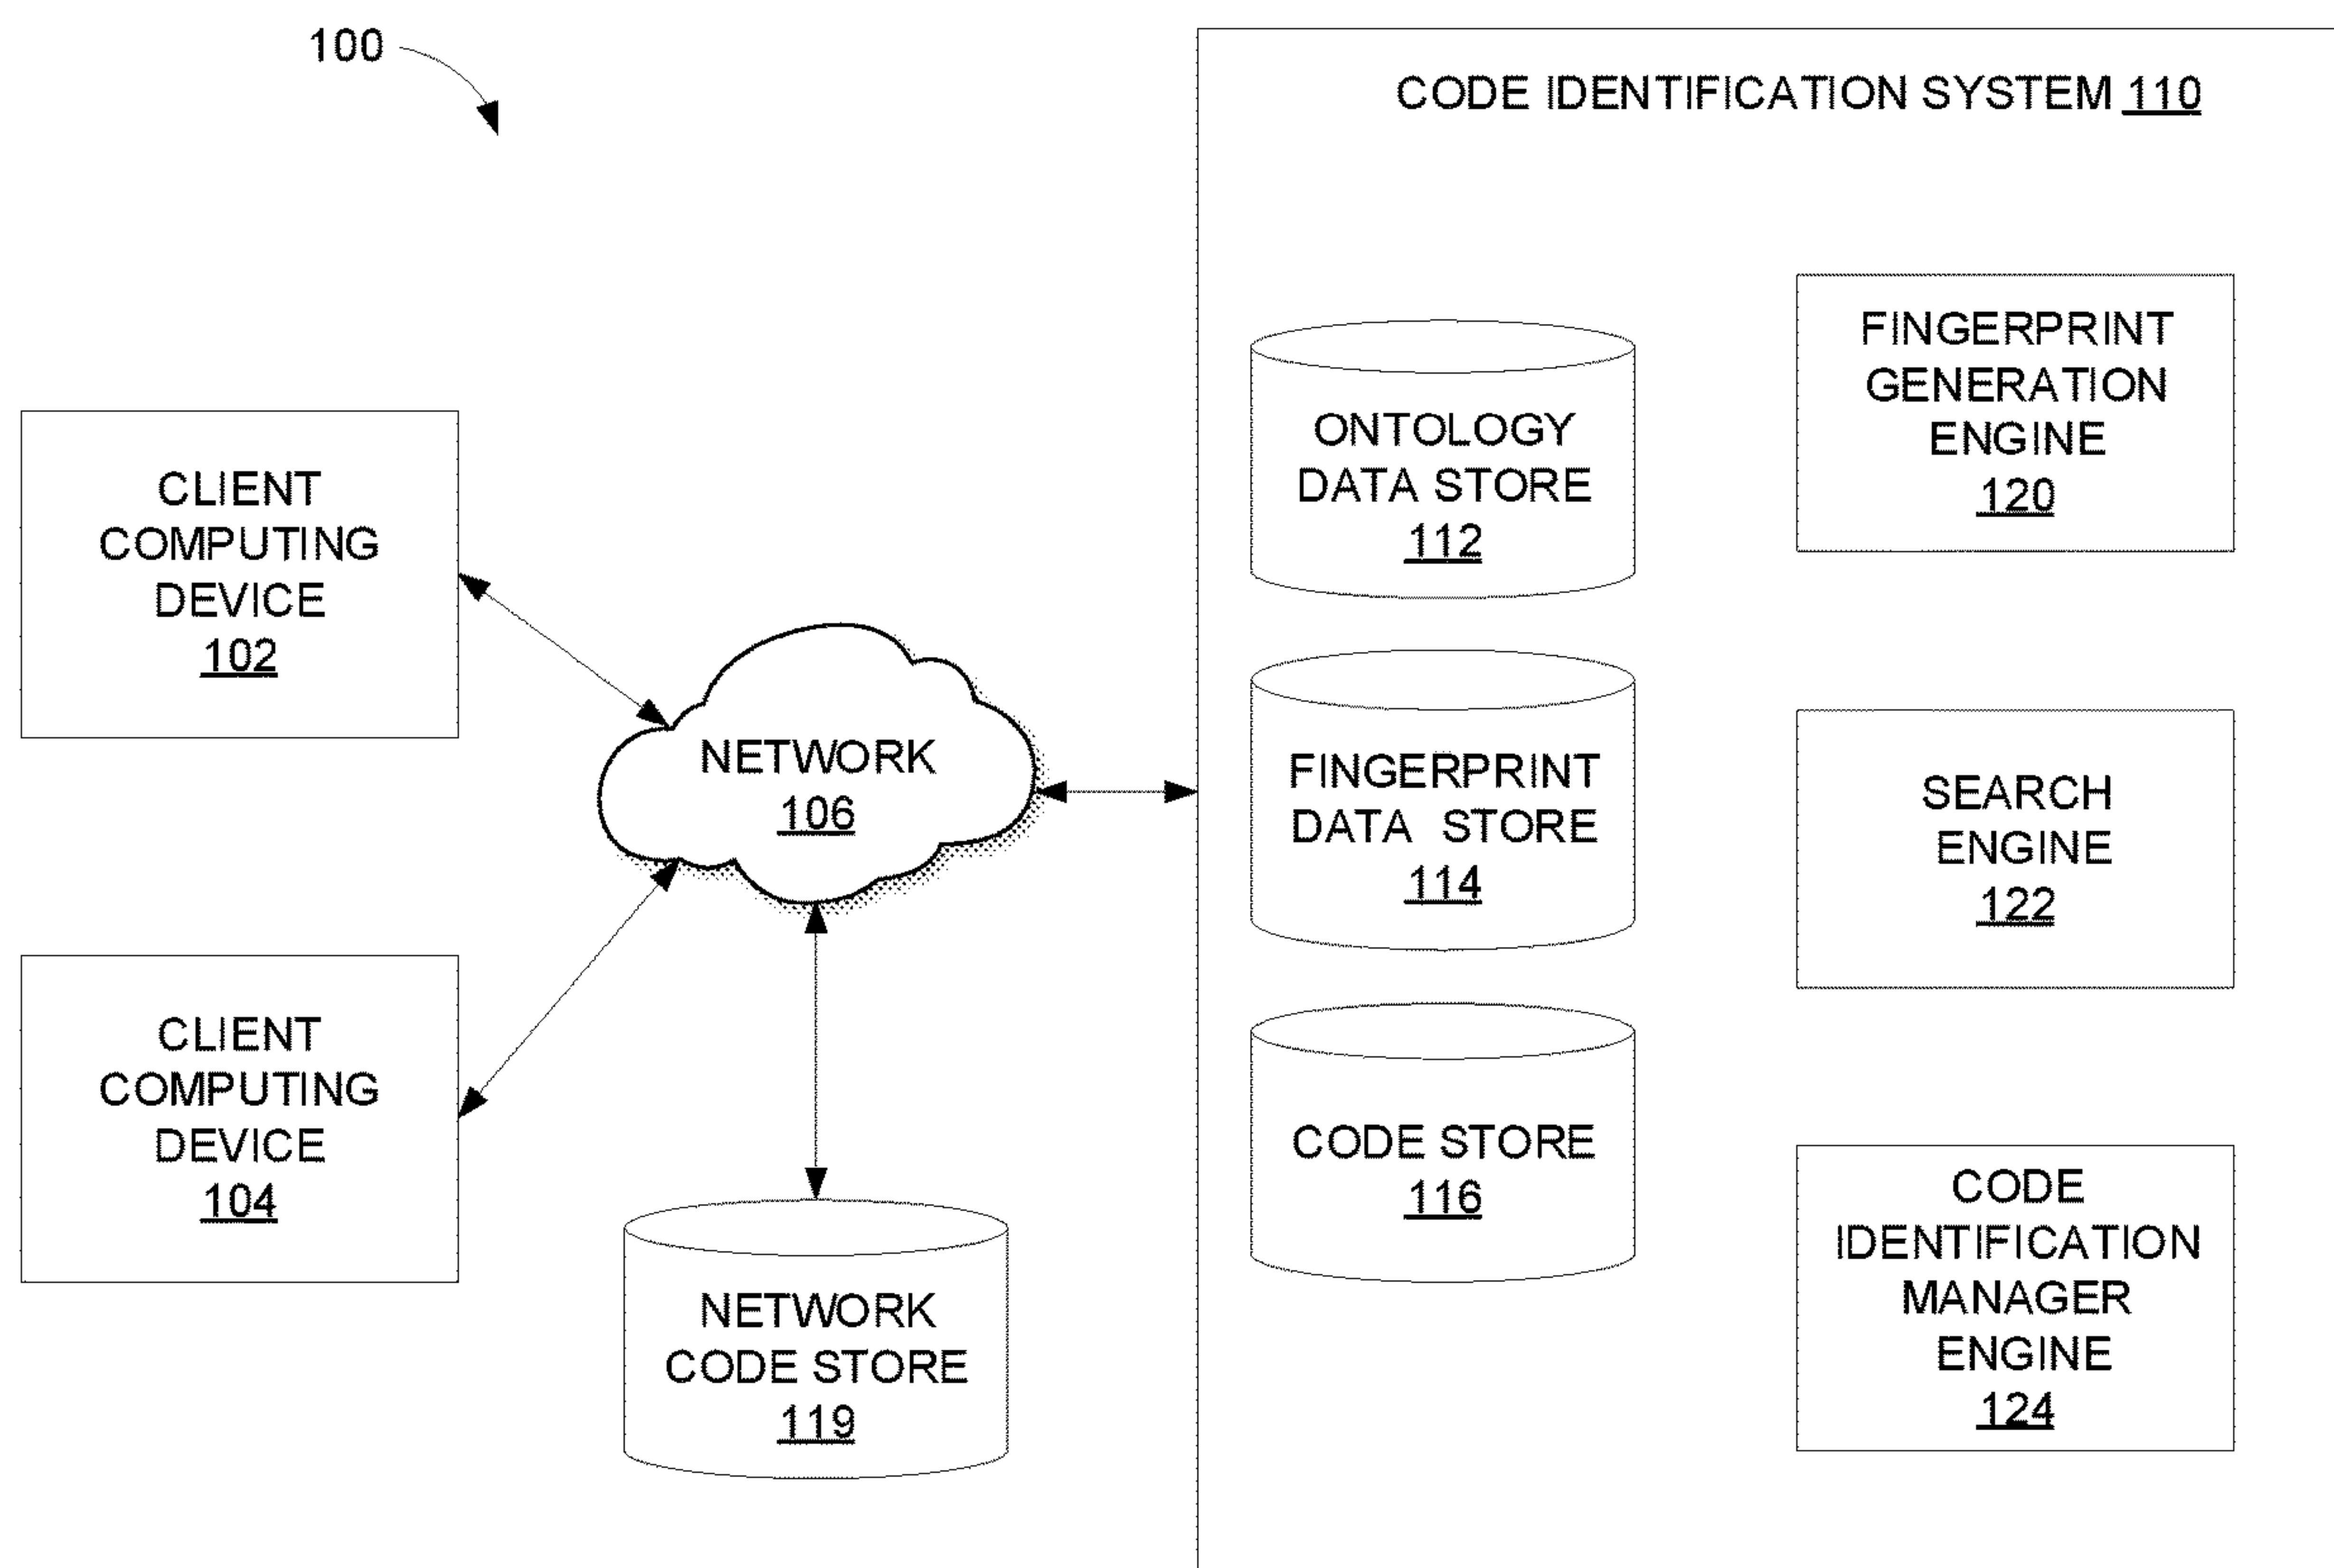 100
CODE IDENTIFICATION SYSTEM 110
CLIENT
COMPUTING
DEVICE
102
CLIENT
COMPUTING
DEVICE
104
NETWORK
106
NETWORK
CODE STORE
119
ONTOLOGY
DATA STORE
112
FINGERPRINT
DATA STORE
114
CODE STORE
116
FINGERPRINT
GENERATION
ENGINE
120
SEARCH
ENGINE
122
CODE
IDENTIFICATION
MANAGER
ENGINE
124